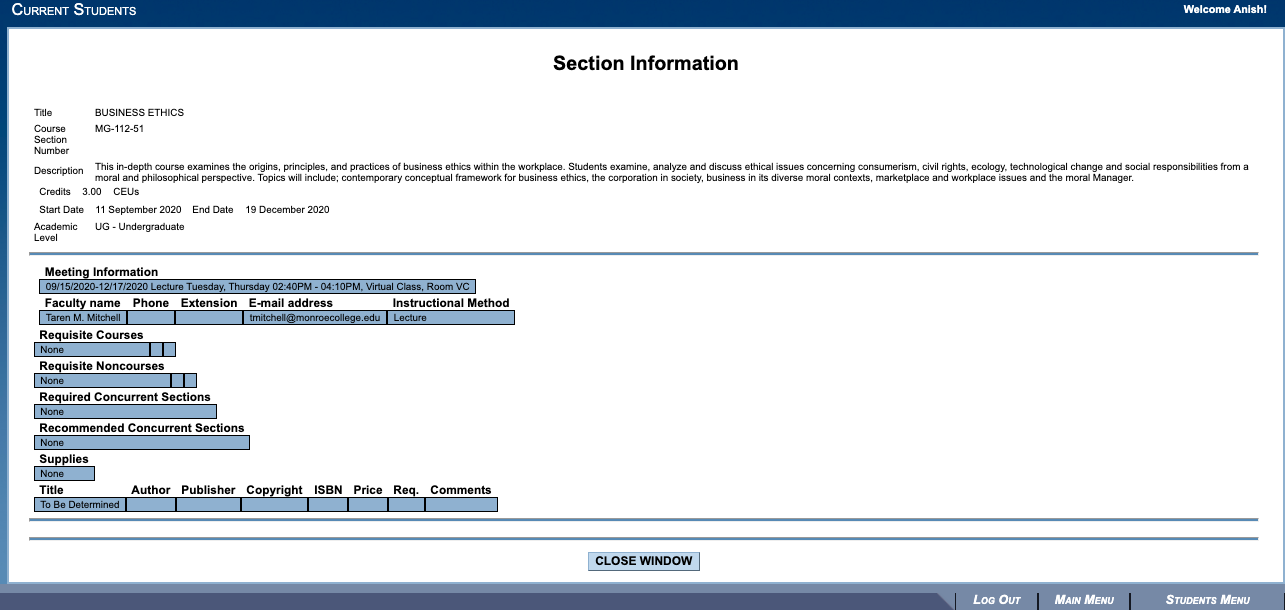 CURRENT STUDENTS
Welcome Anish!
Section Information
Title BUSINESS ETHICS
Course Section Number MG-112-51
Description This in-depth course examines the origins, principles, and practices of business ethics within the workplace. Students examine, analyze and discuss ethical issues concerning consumerism, civil rights, ecology, technological change and social responsibilities from a
moral and philosophical perspective. Topics will include; contemporary conceptual framework for business ethics, the corporation in society, business in its diverse moral contexts, marketplace and workplace issues and the moral Manager.
Credits 3.00 CEUs
Start Date 11 September 2020 End Date 19 December 2020
Academic Level UG - Undergraduate
Meeting Information
09/15/2020-12/17/2020 Lecture Tuesday, Thursday 02:40PM - 04:10PM, Virtual Class, Room VC
Faculty name Phone Extension E-mail address Instructional Method
Taren M. Mitchell tmitchell@monroecollege.edu Lecture
Requisite Courses
None
Requisite Noncourses
None
Required Concurrent Sections
None
Recommended Concurrent Sections
None
Supplies
None
Title Author Publisher Copyright ISBN Price Req. Comments
To Be Determined
CLOSE WINDOW
LOG OUT MAIN MENU STUDENTS MENU